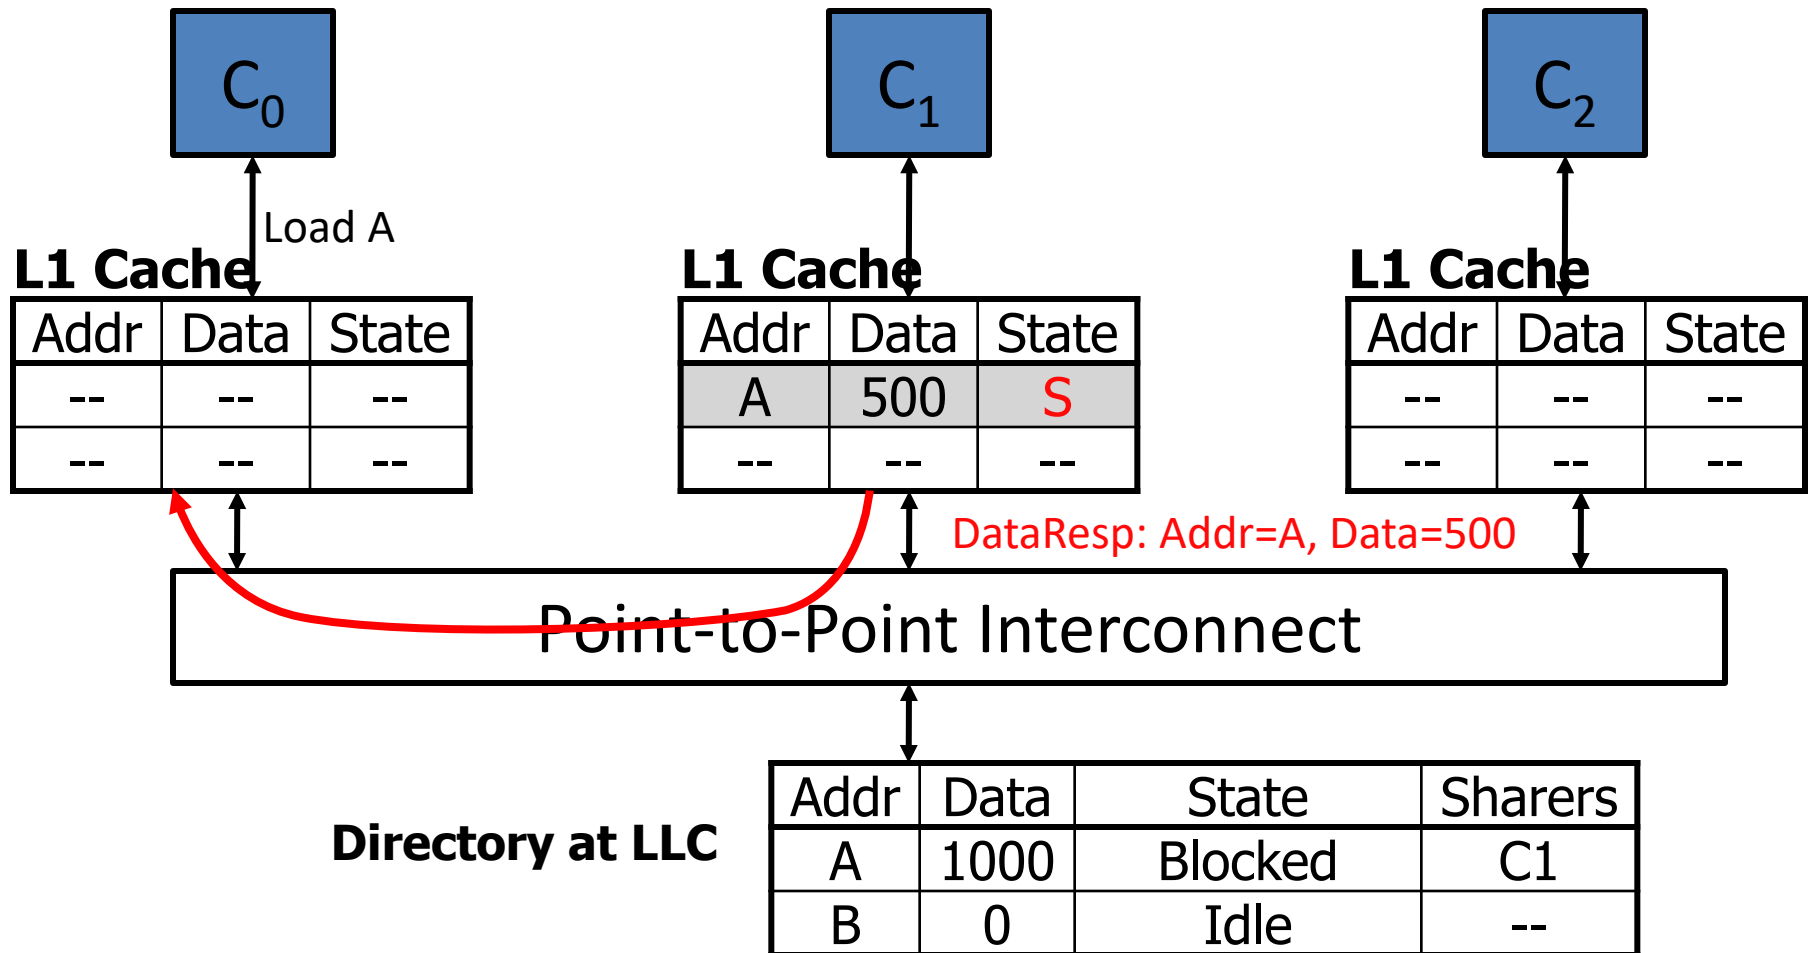 C0 C1 C2
Load A
L1 Cache L1 Cache L1 Cache
Addr Data State Addr Data State Addr Data State
-- -- -- A 500 S -- -- --
-- -- -- -- -- -- -- -- --
DataResp: Addr=A, Data=500
Point-to-Point Interconnect
Addr Data State Sharers
Directory at LLC
A 1000 Blocked C1
B 0 Idle --